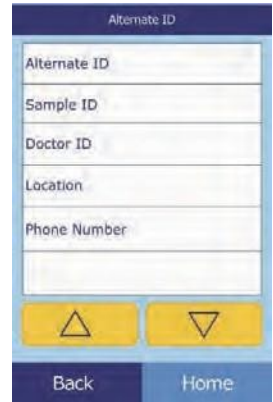 Alternate ID
Alternate ID
Sample ID
Doctor ID
Location
Phone Number
Back Home